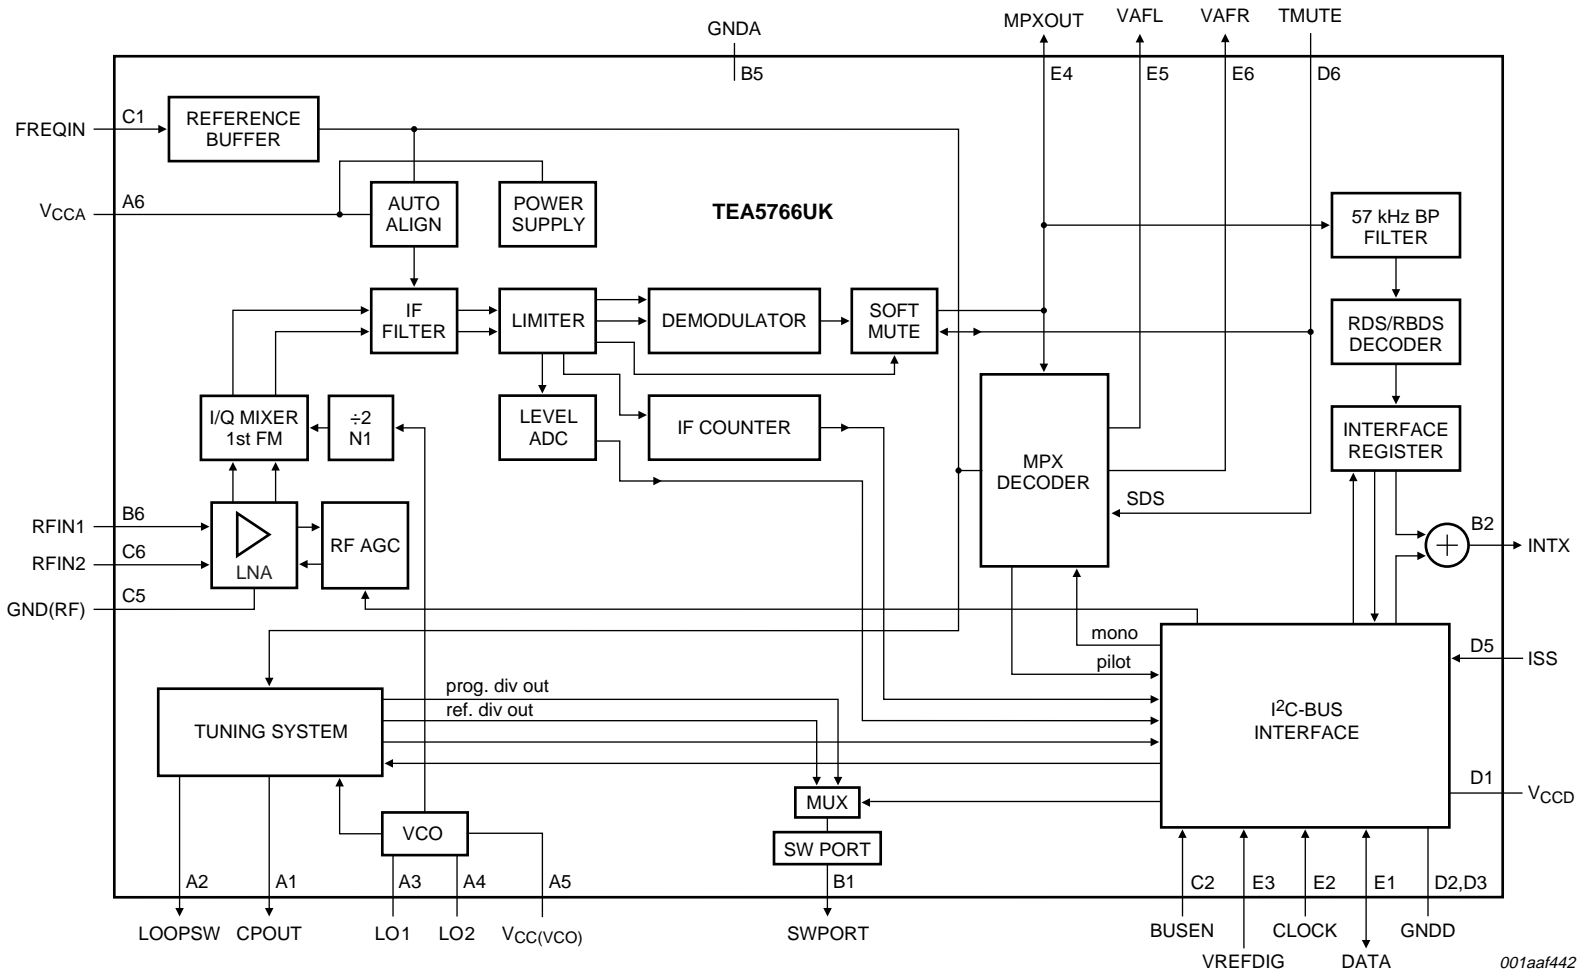 GNDA
MPXOUT
VAFL
VAFR
TMUTE
B5
E4
E5
E6
D6
FREQIN
C1
REFERENCE
BUFFER
VCCA
A6
AUTO
ALIGN
POWER
SUPPLY
TEA5766UK
57 kHz BP
FILTER
IF
FILTER
LIMITER
DEMODULATOR
SOFT
MUTE
RDS/RBDS
DECODER
I/Q MIXER
1st FM
÷2
N1
LEVEL
ADC
IF COUNTER
MPX
DECODER
INTERFACE
REGISTER
SDS
RFIN1
B6
RFIN2
C6
LNA
RF AGC
B2
INTX
GND(RF)
C5
mono
pilot
D5
ISS
TUNING SYSTEM
prog. div out
ref. div out
I2C-BUS
INTERFACE
D1
VCCD
MUX
VCO
SW PORT
A2
A1
A3
A4
A5
B1
C2
E3
E2
E1
D2,D3
LOOPSW
CPOUT
LO1
LO2
VCC(VCO)
SWPORT
BUSEN
VREFDIG
CLOCK
DATA
GNDD
001aaf442